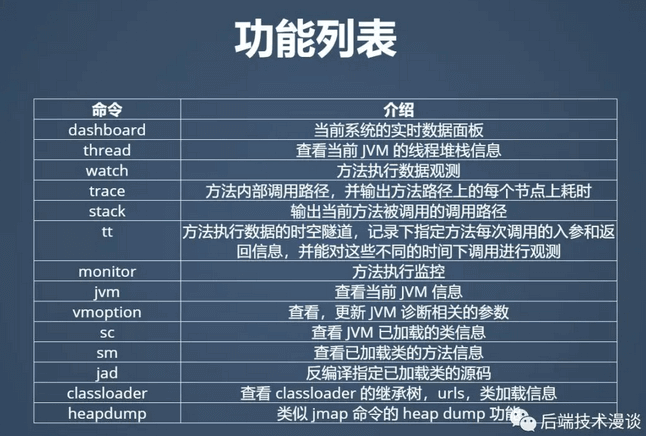 功能列表
命令 介绍
dashboard 当前系统的实时数据面板
thread 查看当前 JVM 的线程堆栈信息
watch 方法执行数据观测
trace 方法内部调用路径，并输出方法路径上的每个节点上耗时
stack 输出当前方法被调用的调用路径
tt 方法执行数据的时空隧道，记录下指定方法每次调用的入参和返
回信息，并能对这些不同的时间下调用进行观测
monitor 方法执行监控
jvm 查看当前 JVM 信息
vmoption 查看，更新 JVM 诊断相关的参数
sc 查看 JVM 已加载的类信息
sm 查看已加载类的方法信息
jad 反编译指定已加载类的源码
classloader 查看 classloader 的继承树，urls，类加载信息
heapdump 类似 jmap 命令的 heap dump 功能
后端技术漫谈